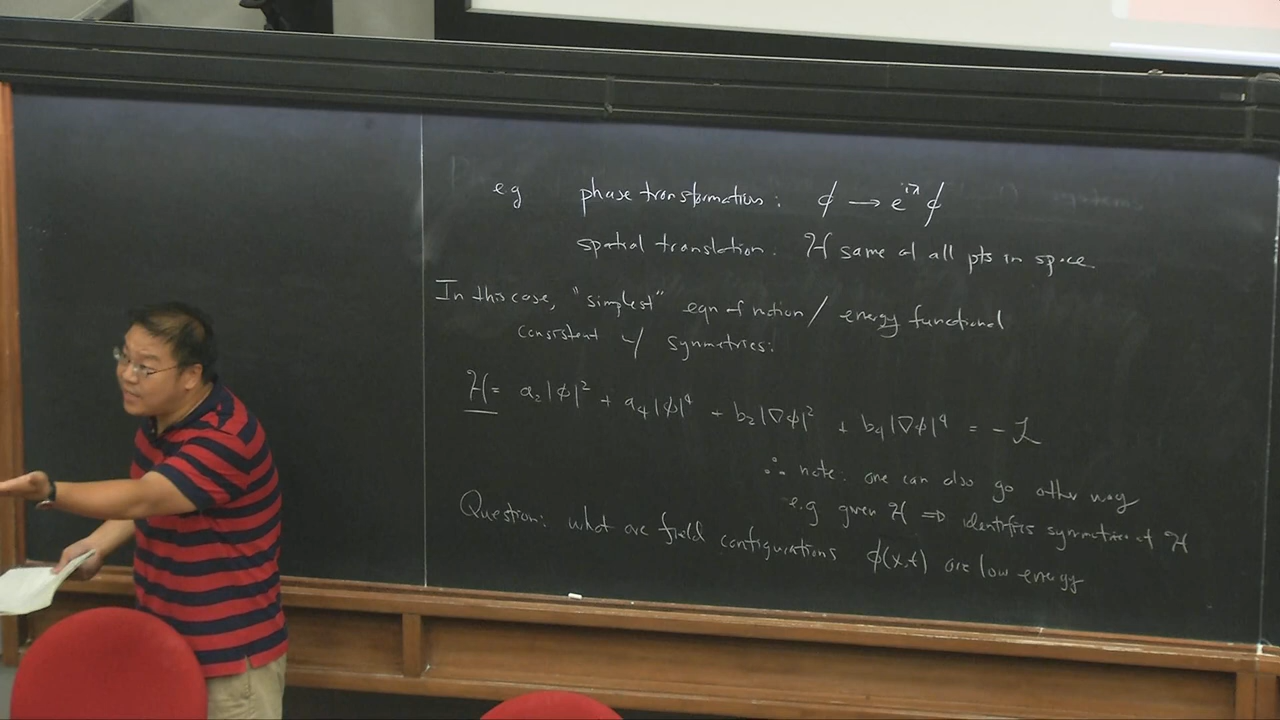 e.g phase transformation: ϕ → e^{iλ} ϕ
spatial translation. ℋ same at all pts in space
In this case, "simplest" eqn of motion / energy functional
consistent w/ symmetries:
ℋ = a₂|ϕ|² + a₄|ϕ|⁴ + b₂|∇ϕ|² + b₄|∇ϕ|⁴ = -ℒ
∴ note: one can also go other way
e.g given ℋ ⇒ identifies symmetries of ℋ
Question: what are field configurations ϕ(x,t) are low energy